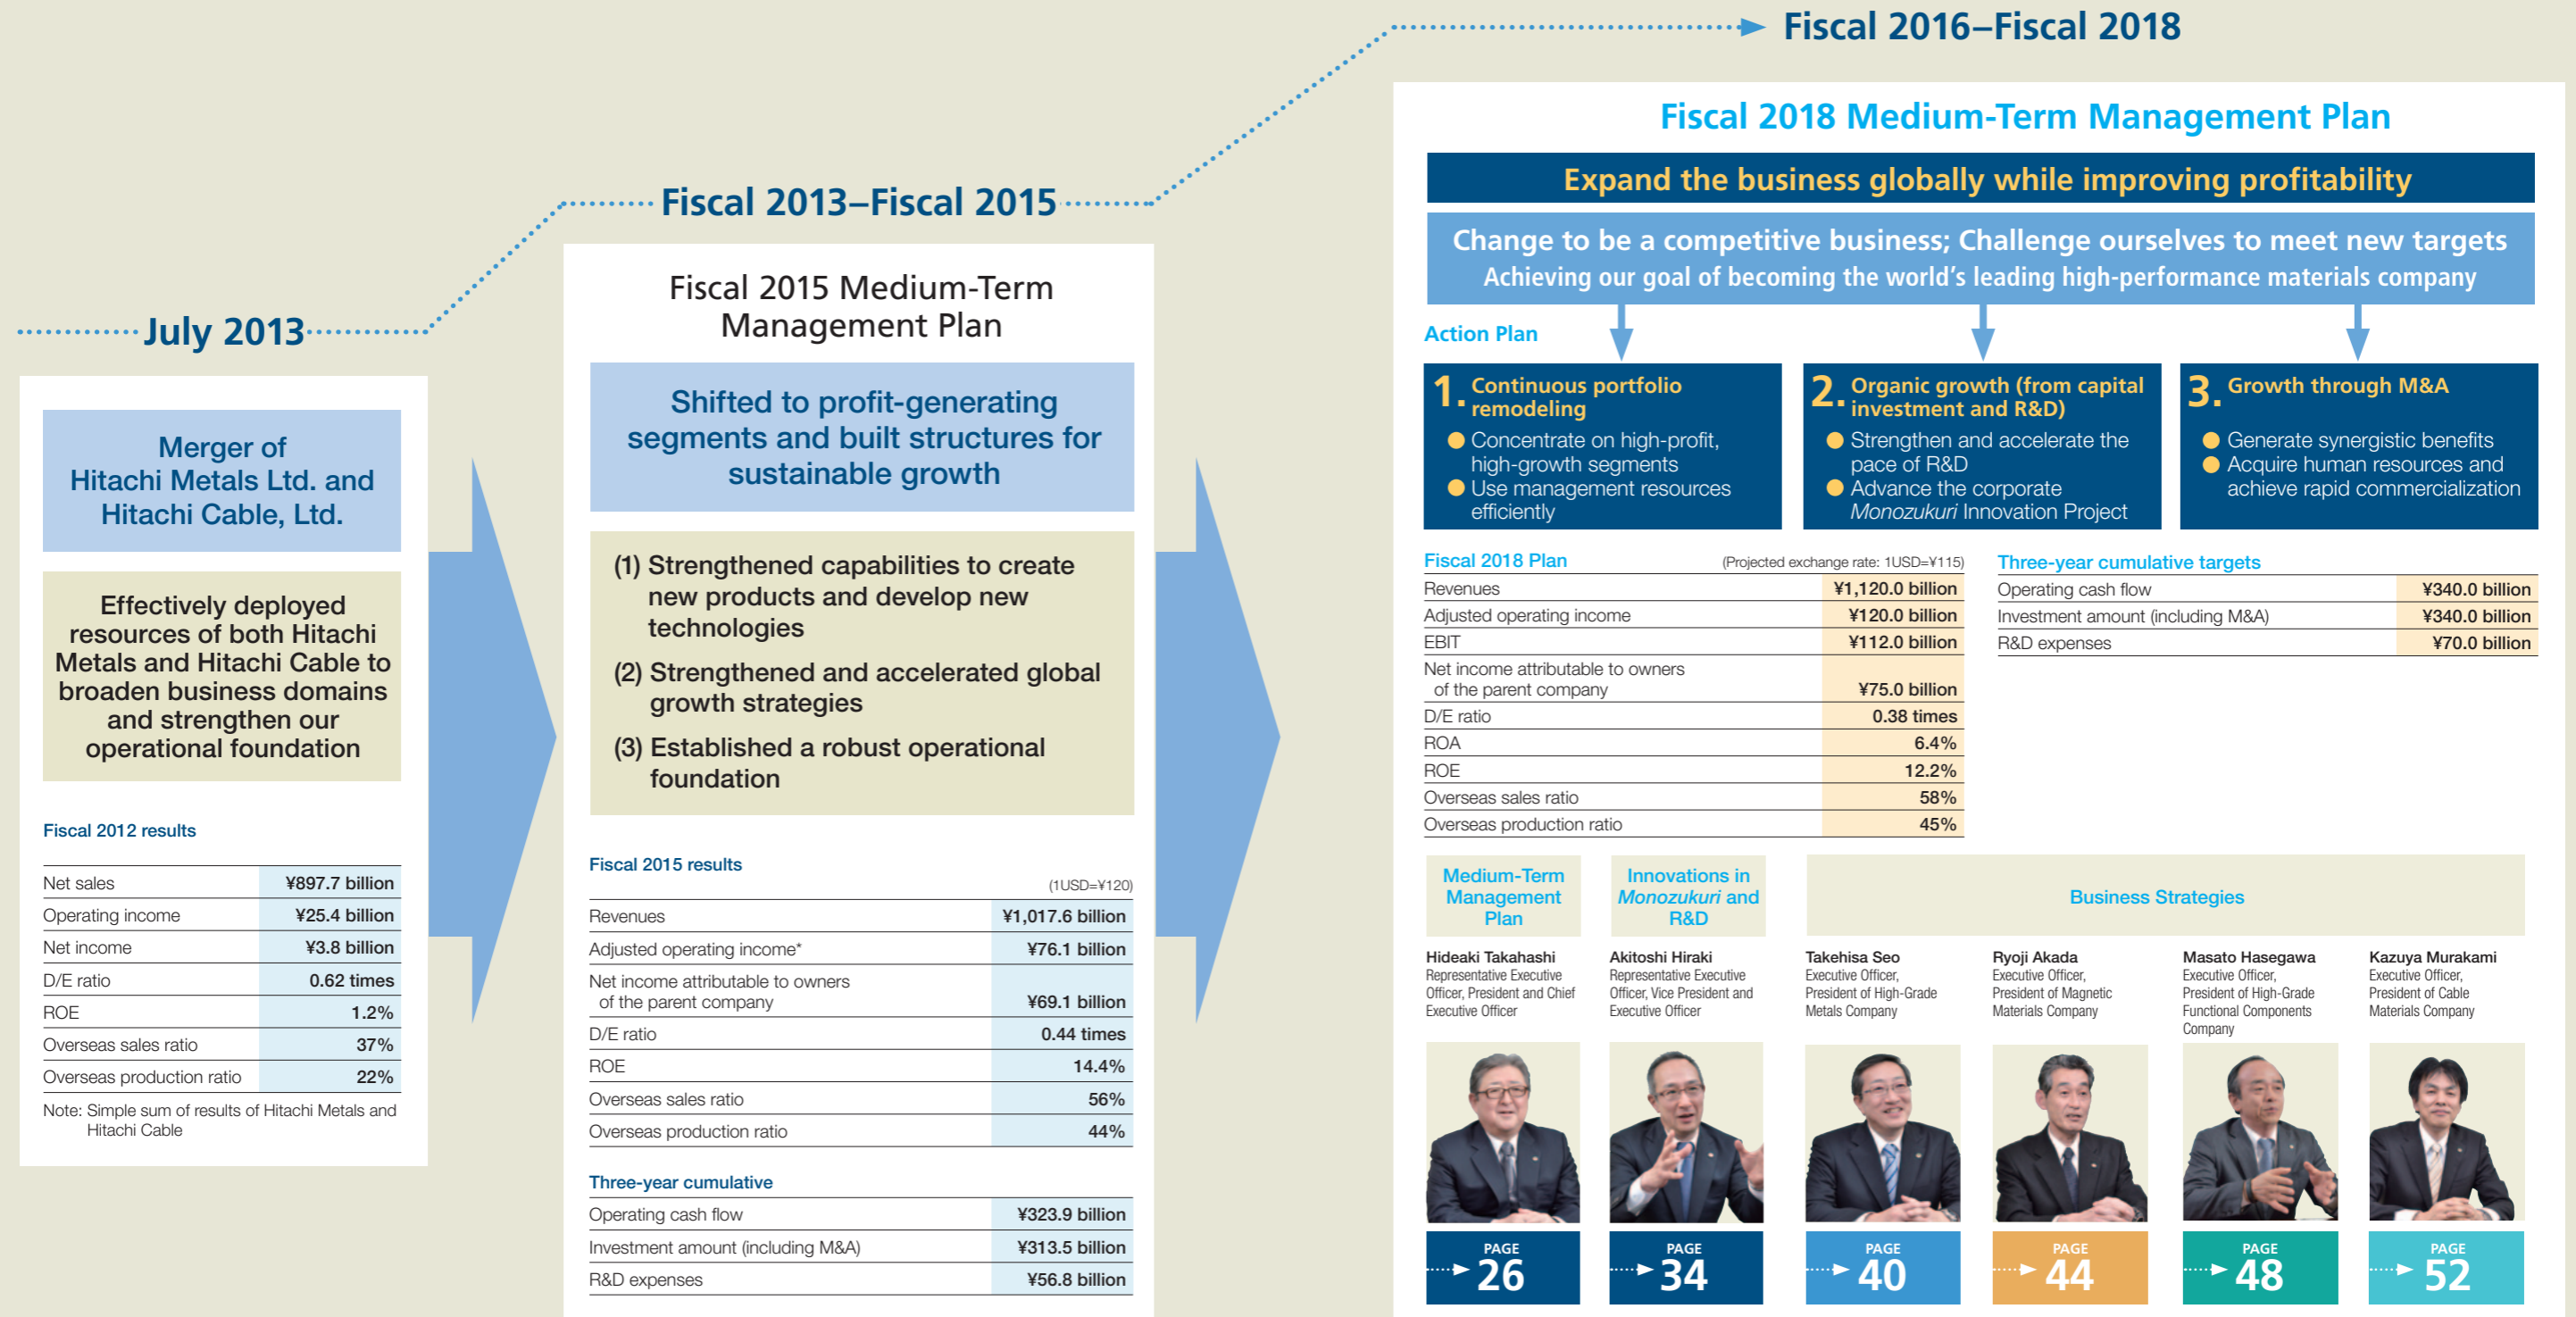 July 2013
Merger of
Hitachi Metals Ltd. and
Hitachi Cable, Ltd.
Effectively deployed
resources of both Hitachi
Metals and Hitachi Cable to
broaden business domains
and strengthen our
operational foundation
Fiscal 2012 results
Net sales ¥897.7 billion
Operating income ¥25.4 billion
Net income ¥3.8 billion
D/E ratio 0.62 times
ROE 1.2%
Overseas sales ratio 37%
Overseas production ratio 22%
Note: Simple sum of results of Hitachi Metals and
Hitachi Cable
Fiscal 2013–Fiscal 2015
Fiscal 2015 Medium-Term
Management Plan
Shifted to profit-generating
segments and built structures for
sustainable growth
(1) Strengthened capabilities to create
new products and develop new
technologies
(2) Strengthened and accelerated global
growth strategies
(3) Established a robust operational
foundation
Fiscal 2015 results
(1USD=¥120)
Revenues ¥1,017.6 billion
Adjusted operating income* ¥76.1 billion
Net income attributable to owners
of the parent company ¥69.1 billion
D/E ratio 0.44 times
ROE 14.4%
Overseas sales ratio 56%
Overseas production ratio 44%
Three-year cumulative
Operating cash flow ¥323.9 billion
Investment amount (including M&A) ¥313.5 billion
R&D expenses ¥56.8 billion
Fiscal 2016–Fiscal 2018
Fiscal 2018 Medium-Term Management Plan
Expand the business globally while improving profitability
Change to be a competitive business; Challenge ourselves to meet new targets
Achieving our goal of becoming the world's leading high-performance materials company
Action Plan
1. Continuous portfolio
remodeling
● Concentrate on high-profit,
high-growth segments
● Use management resources
efficiently
2. Organic growth (from capital
investment and R&D)
● Strengthen and accelerate the
pace of R&D
● Advance the corporate
Monozukuri Innovation Project
3. Growth through M&A
● Generate synergistic benefits
● Acquire human resources and
achieve rapid commercialization
Fiscal 2018 Plan (Projected exchange rate: 1USD=¥115)
Revenues ¥1,120.0 billion
Adjusted operating income ¥120.0 billion
EBIT ¥112.0 billion
Net income attributable to owners
of the parent company ¥75.0 billion
D/E ratio 0.38 times
ROA 6.4%
ROE 12.2%
Overseas sales ratio 58%
Overseas production ratio 45%
Three-year cumulative targets
Operating cash flow ¥340.0 billion
Investment amount (including M&A) ¥340.0 billion
R&D expenses ¥70.0 billion
Medium-Term
Management
Plan
Hideaki Takahashi
Representative Executive
Officer, President and Chief
Executive Officer
PAGE
26
Innovations in
Monozukuri and
R&D
Akitoshi Hiraki
Representative Executive
Officer, Vice President and
Executive Officer
PAGE
34
Business Strategies
Takehisa Seo
Executive Officer,
President of High-Grade
Metals Company
PAGE
40
Ryoji Akada
Executive Officer,
President of Magnetic
Materials Company
PAGE
44
Masato Hasegawa
Executive Officer,
President of High-Grade
Functional Components
Company
PAGE
48
Kazuya Murakami
Executive Officer,
President of Cable
Materials Company
PAGE
52